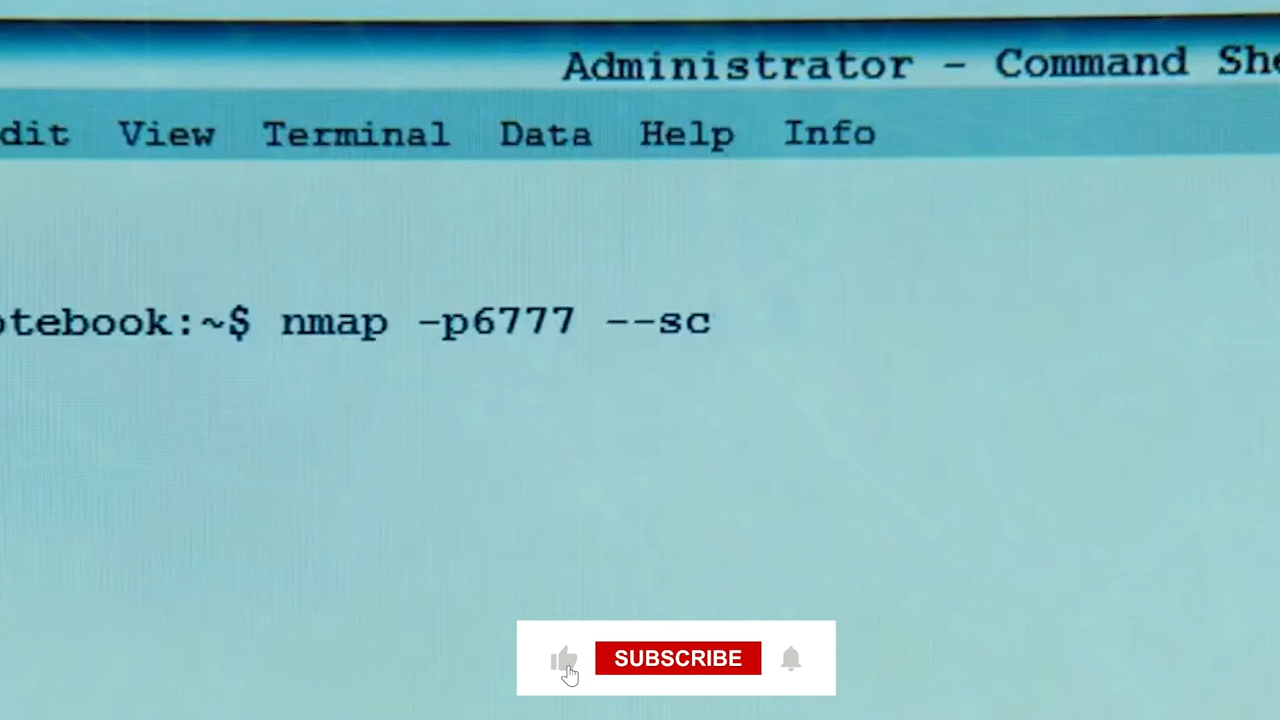 Administrator - Command She
dit View Terminal Data Help Info
otebook:~$ nmap -p6777 --sc
SUBSCRIBE